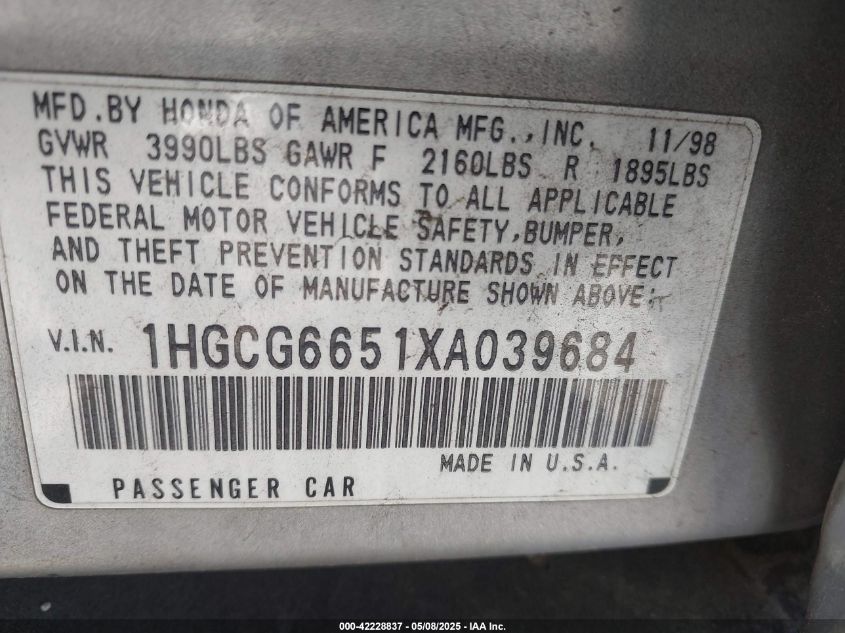 MFD.BY HONDA OF AMERICA MFG.,INC. 11/98
GVWR 3990LBS GAWR F 2160LBS R 1895LBS
THIS VEHICLE CONFORMS TO ALL APPLICABLE
FEDERAL MOTOR VEHICLE SAFETY,BUMPER,
AND THEFT PREVENTION STANDARDS IN EFFECT
ON THE DATE OF MANUFACTURE SHOWN ABOVE:
V.I.N. 1HGCG6651XA039684
MADE IN U.S.A.
PASSENGER CAR
000-42228837 - 05/08/2025 - IAA Inc.